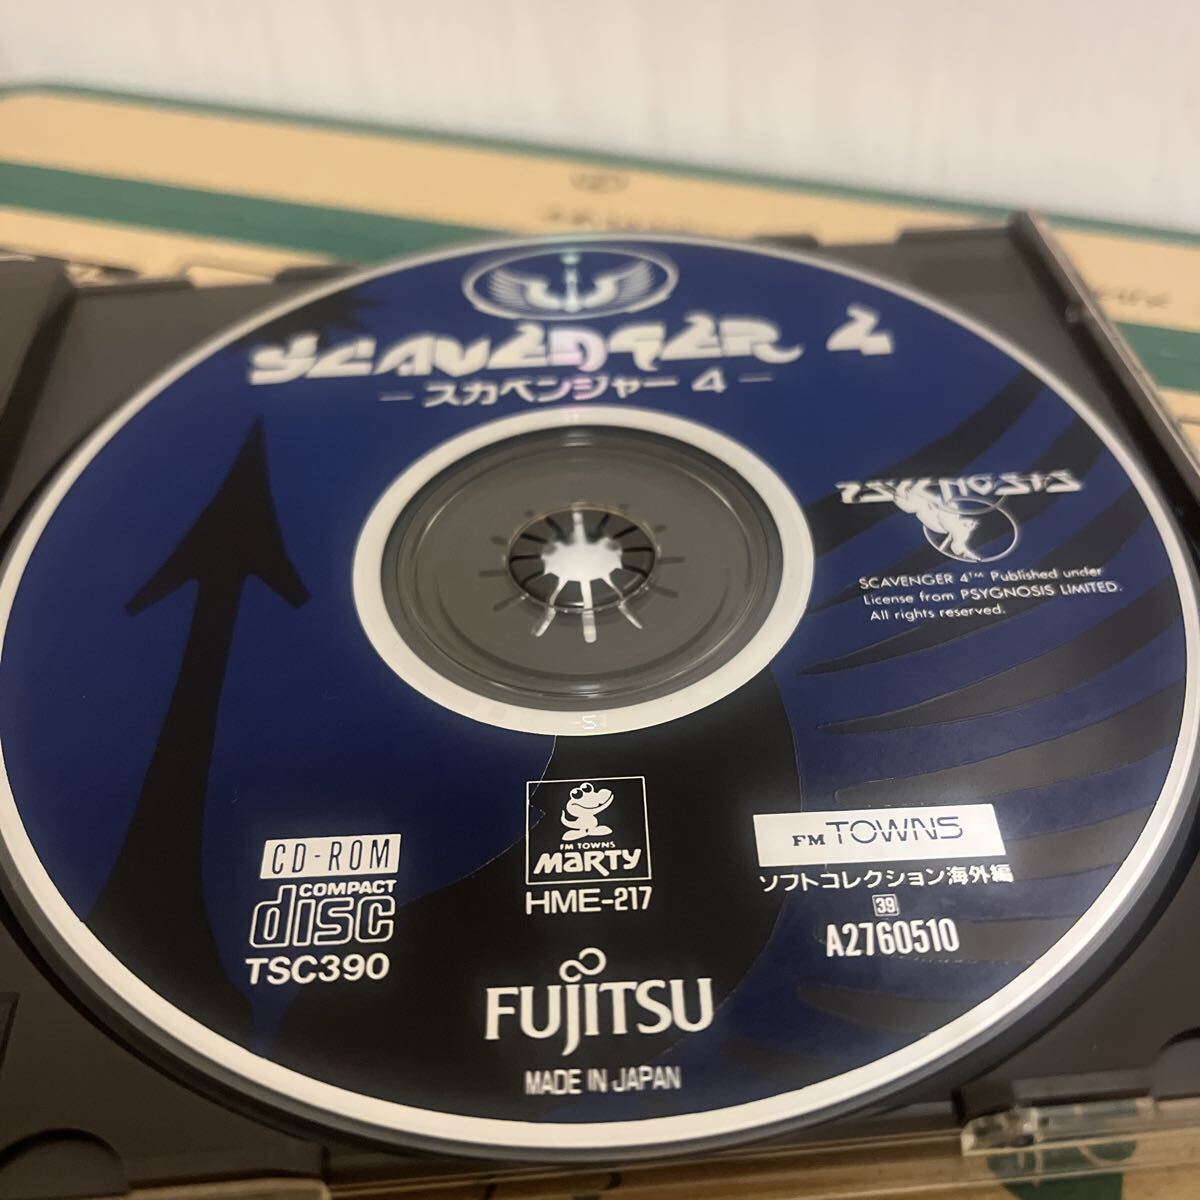 SCAVENGER 4
－スカベンジャー 4－
PSYGNOSIS
SCAVENGER 4™ Published under
License from PSYGNOSIS LIMITED.
All rights reserved.
CD-ROM
COMPACT
disc
TSC390
FM TOWNS
MARTY
HME-217
FM TOWNS
ソフトコレクション海外編
39
A2760510
FUJITSU
MADE IN JAPAN